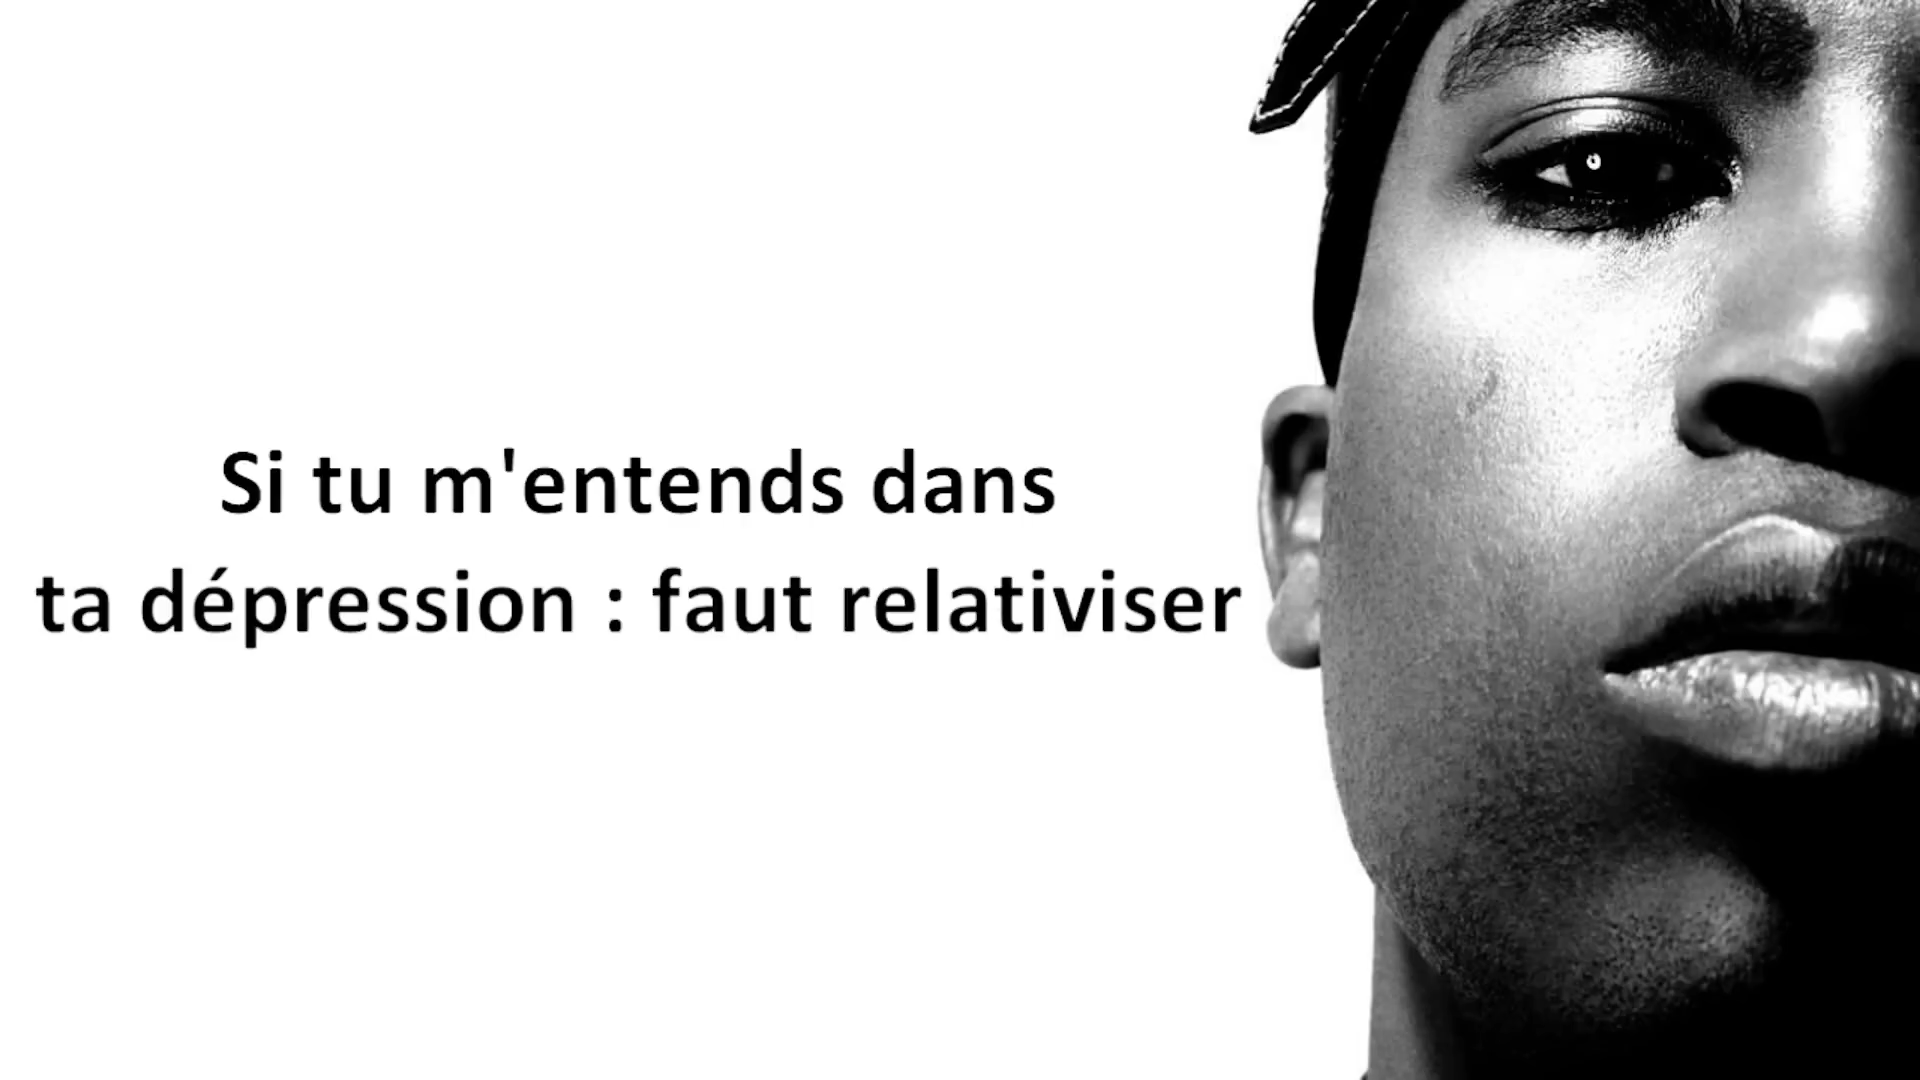 Si tu m'entends dans
ta dépression : faut relativiser